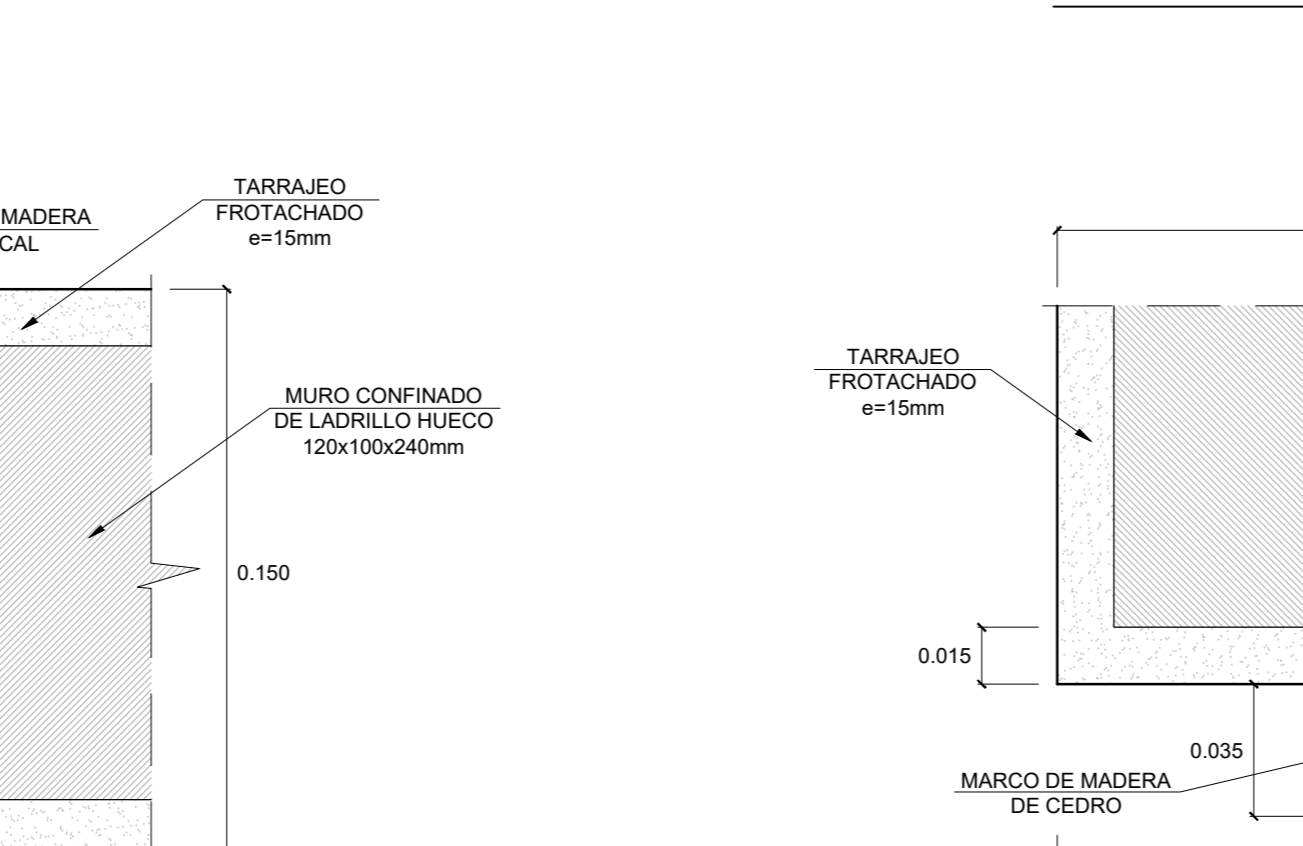 MADERA
CAL
TARRAJEO
FROTACHADO
e=15mm
MURO CONFINADO
DE LADRILLO HUECO
120x100x240mm
0.150
TARRAJEO
FROTACHADO
e=15mm
0.015
0.035
MARCO DE MADERA
DE CEDRO